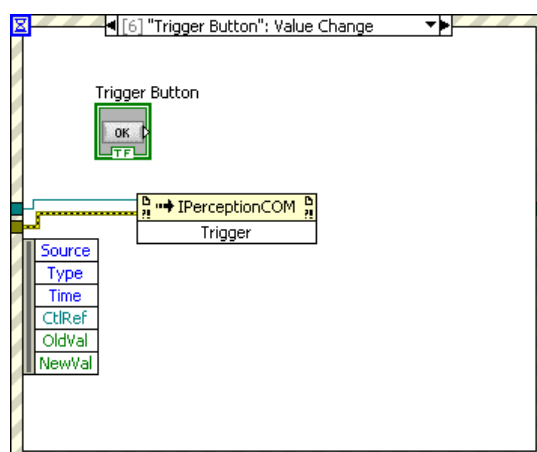 [6] "Trigger Button": Value Change
Trigger Button
OK
TF
?!
IPerceptionCOM
?!
Trigger
Source
Type
Time
CtlRef
OldVal
NewVal